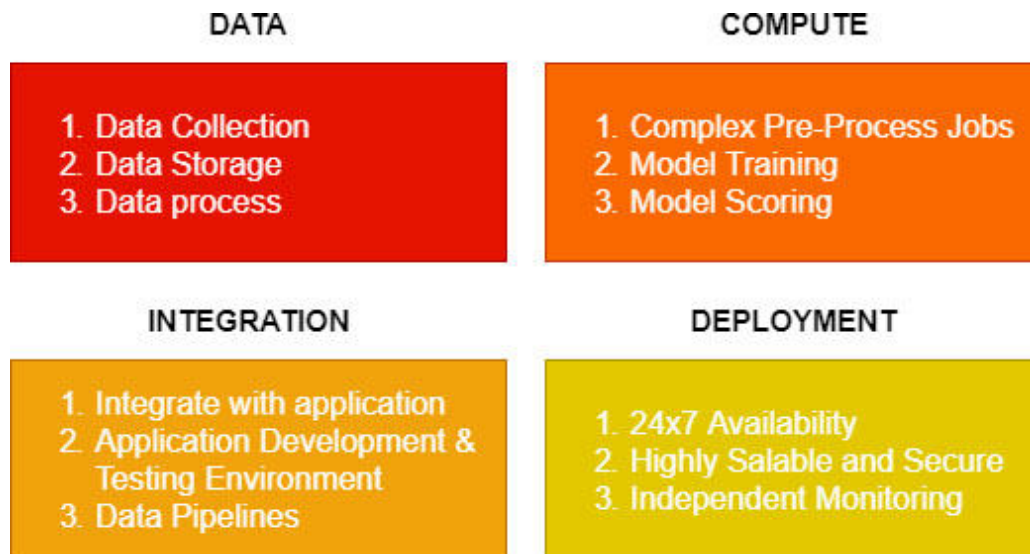 DATA
1. Data Collection
2. Data Storage
3. Data process
COMPUTE
1. Complex Pre-Process Jobs
2. Model Training
3. Model Scoring
INTEGRATION
1. Integrate with application
2. Application Development &
Testing Environment
3. Data Pipelines
DEPLOYMENT
1. 24x7 Availability
2. Highly Salable and Secure
3. Independent Monitoring